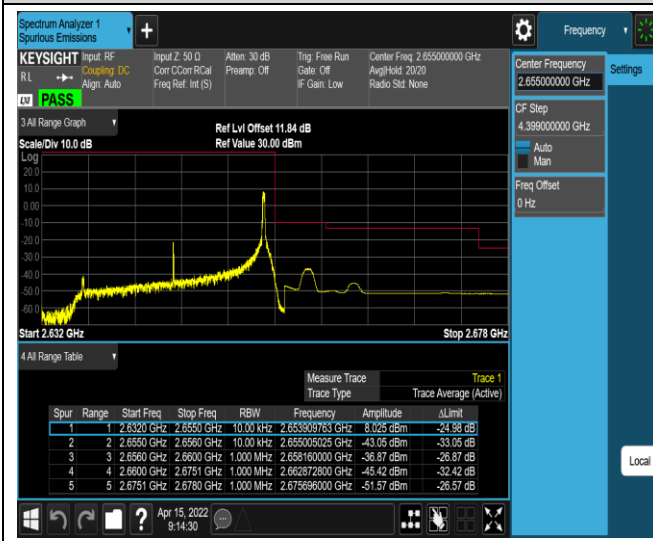 Spectrum Analyzer 1
Spurious Emissions
Frequency
KEYSIGHT
RL
Input: RF
Coupling: DC
Align: Auto
Input Z: 50 Ω
Corr CCorr RCal
Freq Ref: Int (S)
Atten: 30 dB
Preamp: Off
Trig: Free Run
Gate: Off
IF Gain: Low
Center Freq: 2.655000000 GHz
Avg|Hold: 20/20
Radio Std: None
LXI PASS
3 All Range Graph
Ref Lvl Offset 11.84 dB
Scale/Div 10.0 dB
Ref Value 30.00 dBm
Log
20.0
10.0
0.00
-10.0
-20.0
-30.0
-40.0
-50.0
-60.0
Start 2.632 GHz
Stop 2.678 GHz
4 All Range Table
Measure Trace Trace 1
Trace Type Trace Average (Active)
Spur Range Start Freq Stop Freq RBW Frequency Amplitude ΔLimit
1 1 2.6320 GHz 2.6550 GHz 10.00 kHz 2.653909763 GHz 8.025 dBm -24.98 dB
2 2 2.6550 GHz 2.6560 GHz 10.00 kHz 2.655005025 GHz -43.05 dBm -33.05 dB
3 3 2.6560 GHz 2.6600 GHz 1.000 MHz 2.658160000 GHz -36.87 dBm -26.87 dB
4 4 2.6600 GHz 2.6751 GHz 1.000 MHz 2.662872800 GHz -45.42 dBm -32.42 dB
5 5 2.6751 GHz 2.6780 GHz 1.000 MHz 2.675696000 GHz -51.57 dBm -26.57 dB
Center Frequency
2.655000000 GHz
Settings
CF Step
4.399000000 GHz
Auto
Man
Freq Offset
0 Hz
Local
Apr 15, 2022
9:14:30